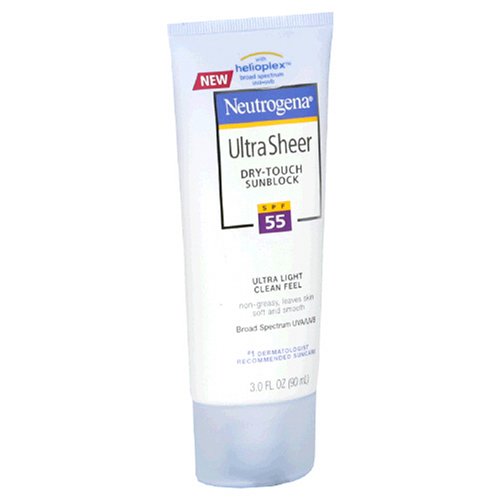 with
helioplex™
broad spectrum
UVA•UVB
NEW
Neutrogena®
Ultra Sheer
DRY-TOUCH
SUNBLOCK
SPF
55
ULTRA LIGHT
CLEAN FEEL
non-greasy, leaves skin
soft and smooth
Broad Spectrum UVA/UVB
#1 DERMATOLOGIST
RECOMMENDED SUNCARE
3.0 FL OZ (90 mL)